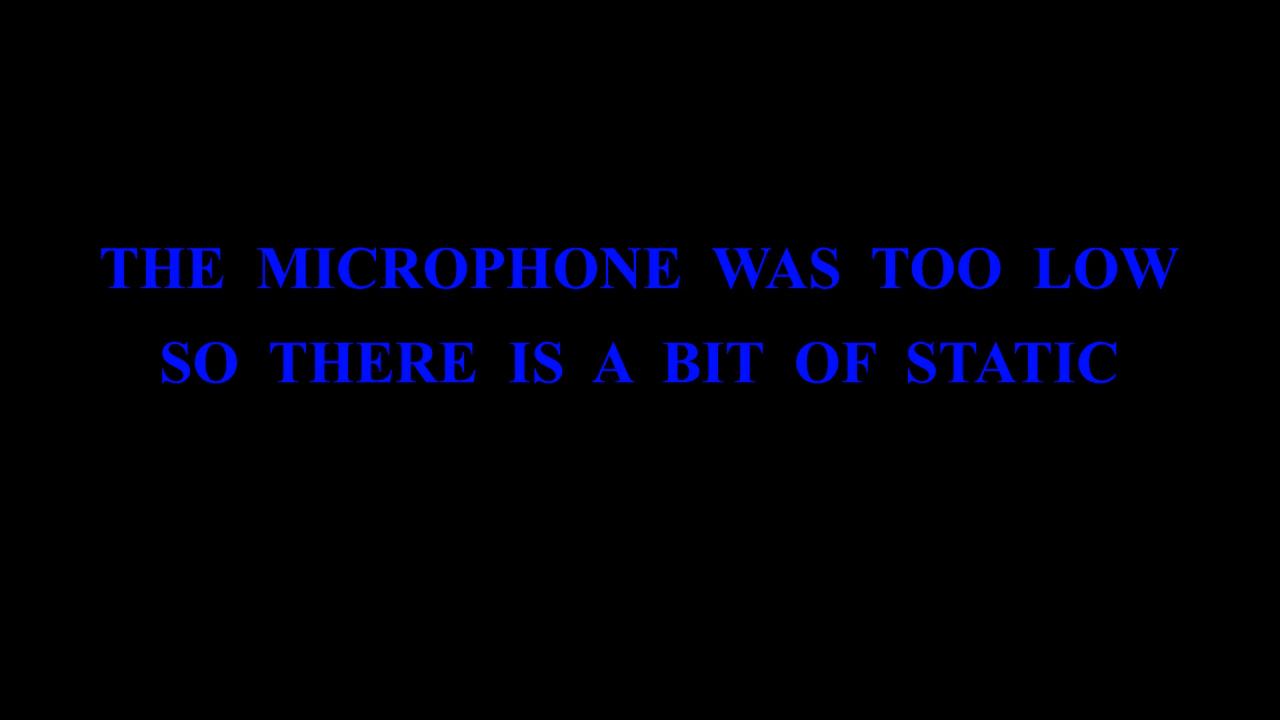 THE MICROPHONE WAS TOO LOW
SO THERE IS A BIT OF STATIC